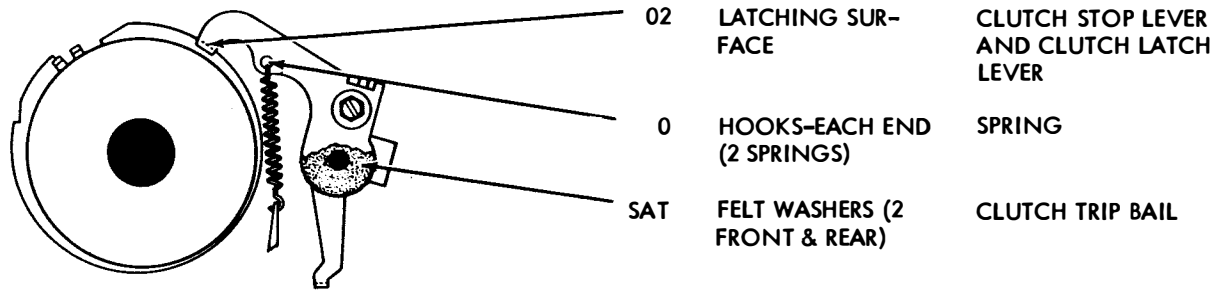 02 LATCHING SUR- CLUTCH STOP LEVER
FACE AND CLUTCH LATCH
LEVER
0 HOOKS–EACH END SPRING
(2 SPRINGS)
SAT FELT WASHERS (2 CLUTCH TRIP BAIL
FRONT & REAR)